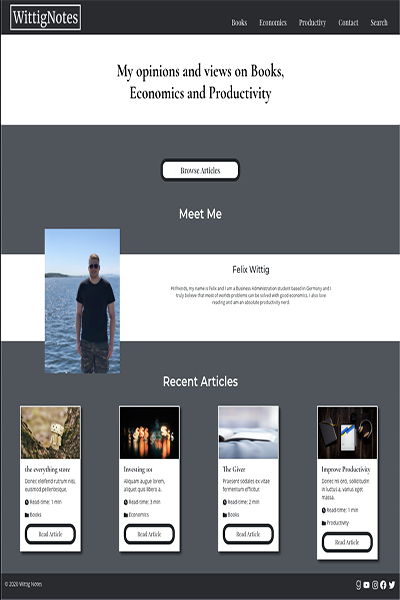 WittigNotes
Books Economics Productivy Contact Search
My opinions and views on Books,
Economics and Productivity
Browse Articles
Meet Me
Felix Wittig
Hi friends, my name is Felix and I am a Business Administration student based in Germany and I
truly believe that most of worlds problems can be solved with good economics. I also love
reading and am an absolute productivity nerd.
Recent Articles
the everything store
Donec eleifend rutrum nisi,
euismod pellentesque.
Read-time: 1 min
Books
Read Article
Investing 101
Aliquam augue lorem,
aliquet quis libero a.
Read-time: 3 min
Economics
Read Article
The Giver
Praesent sodales ex vitae
fermentum efficitur.
Read-time: 2 min
Books
Read Article
Improve Productivity
Donec mi orci, sollicitudin
in luctus a, varius eget
massa.
Read-time: 1 min
Productivity
Read Article
© 2020 Wittig Notes